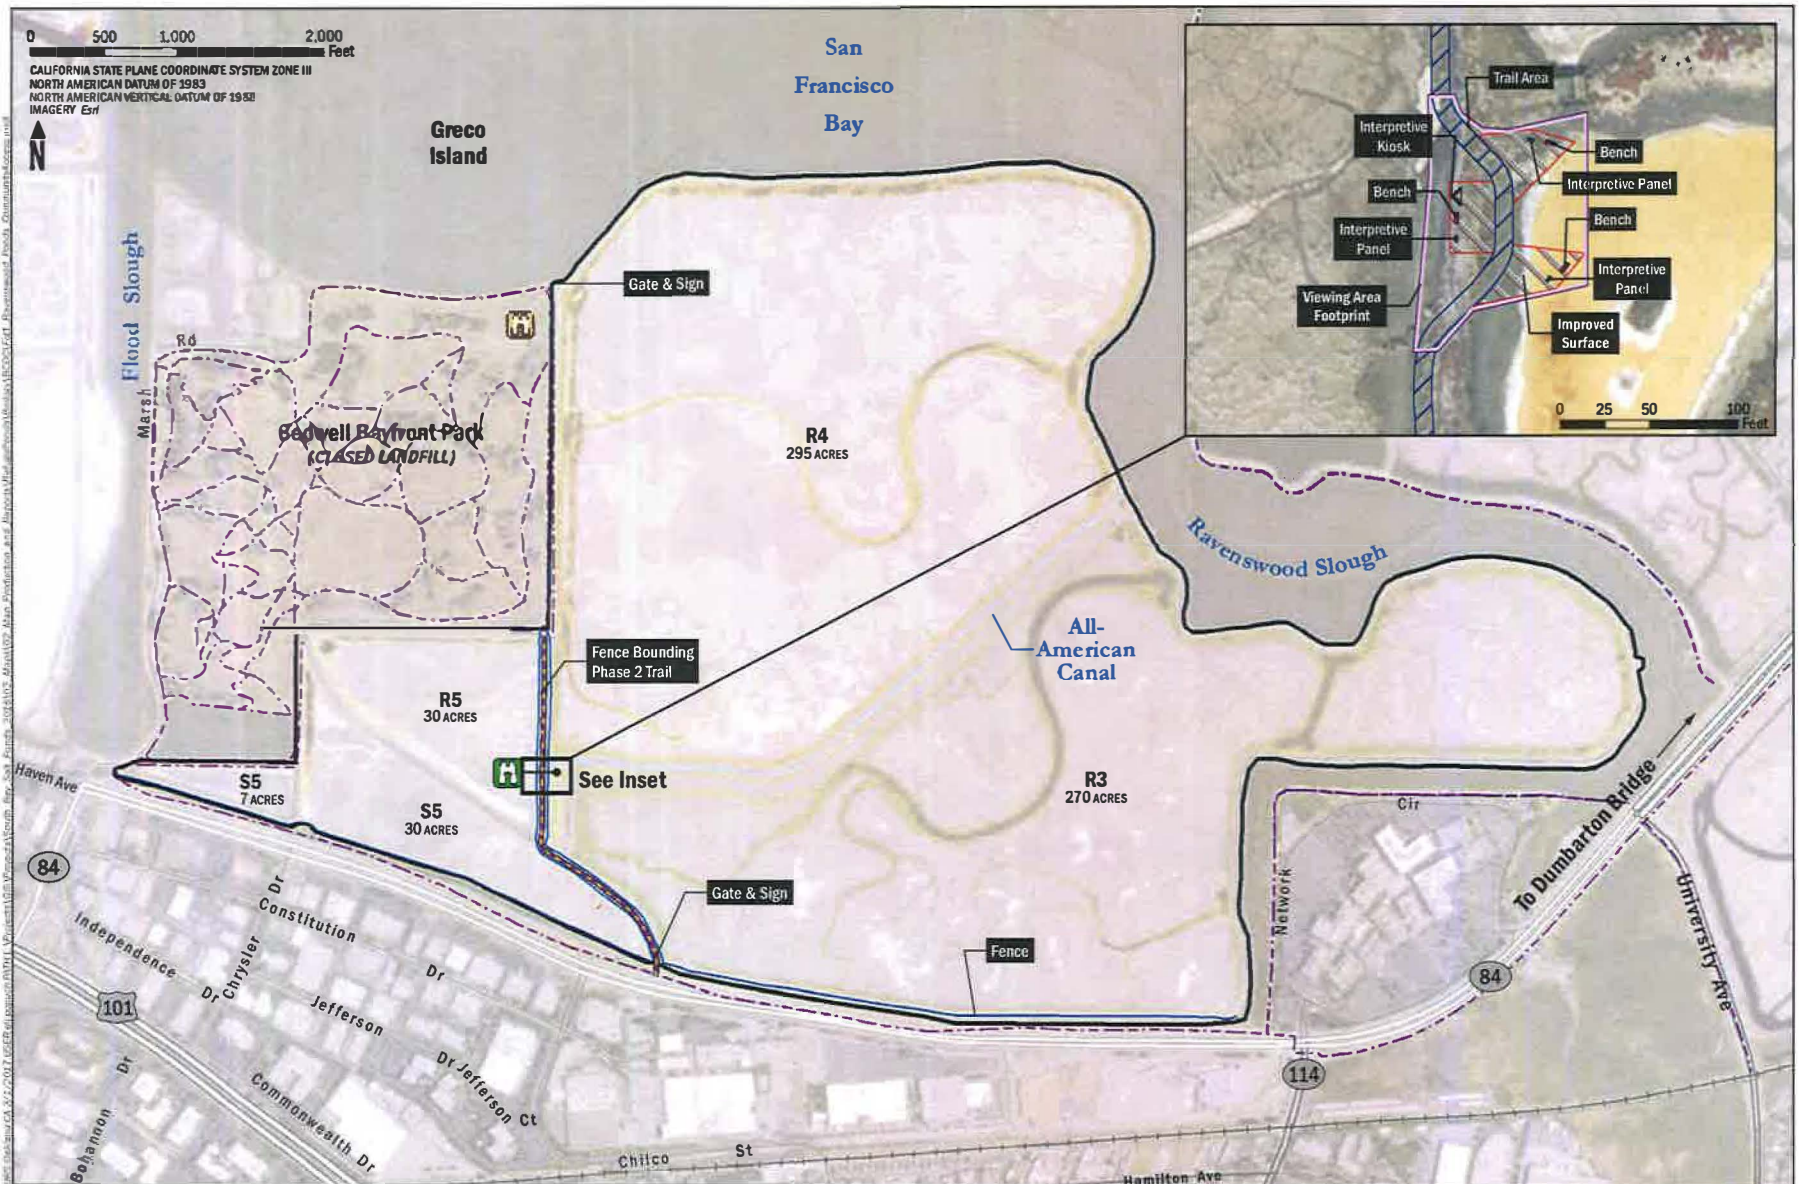 0 500 1,000 2,000
Feet
CALIFORNIA STATE PLANE COORDINATE SYSTEM ZONE III
NORTH AMERICAN DATUM OF 1983
NORTH AMERICAN VERTICAL DATUM OF
IMAGERY Esri
N
San
Francisco
Bay
Greco
Island
Flood Slough
Marsh
Rd
Bedwell Bayfront Park
(CLOSED LANDFILL)
Gate & Sign
R4
295 ACRES
Trail Area
Interpretive
Kiosk
Bench
Interpretive Panel
Bench
Bench
Interpretive
Panel
Interpretive
Panel
Viewing Area
Footprint
Improved
Surface
0 25 50 100
Feet
Ravenswood Slough
All-
American
Canal
Fence Bounding
Phase 2 Trail
R5
30 ACRES
See Inset
S5
7 ACRES
S5
30 ACRES
R3
270 ACRES
Haven Ave
84
Gate & Sign
Fence
Cir
Network
To Dumbarton Bridge
University Ave
84
114
101
Independence
Dr
Chrysler
Dr
Constitution
Dr
Jefferson
Dr
Jefferson
Ct
Commonwealth Dr
Bohannon
Dr
Chilco St
Hamilton Ave